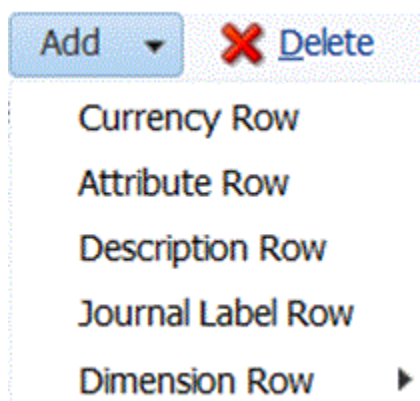 Add Delete
Currency Row
Attribute Row
Description Row
Journal Label Row
Dimension Row